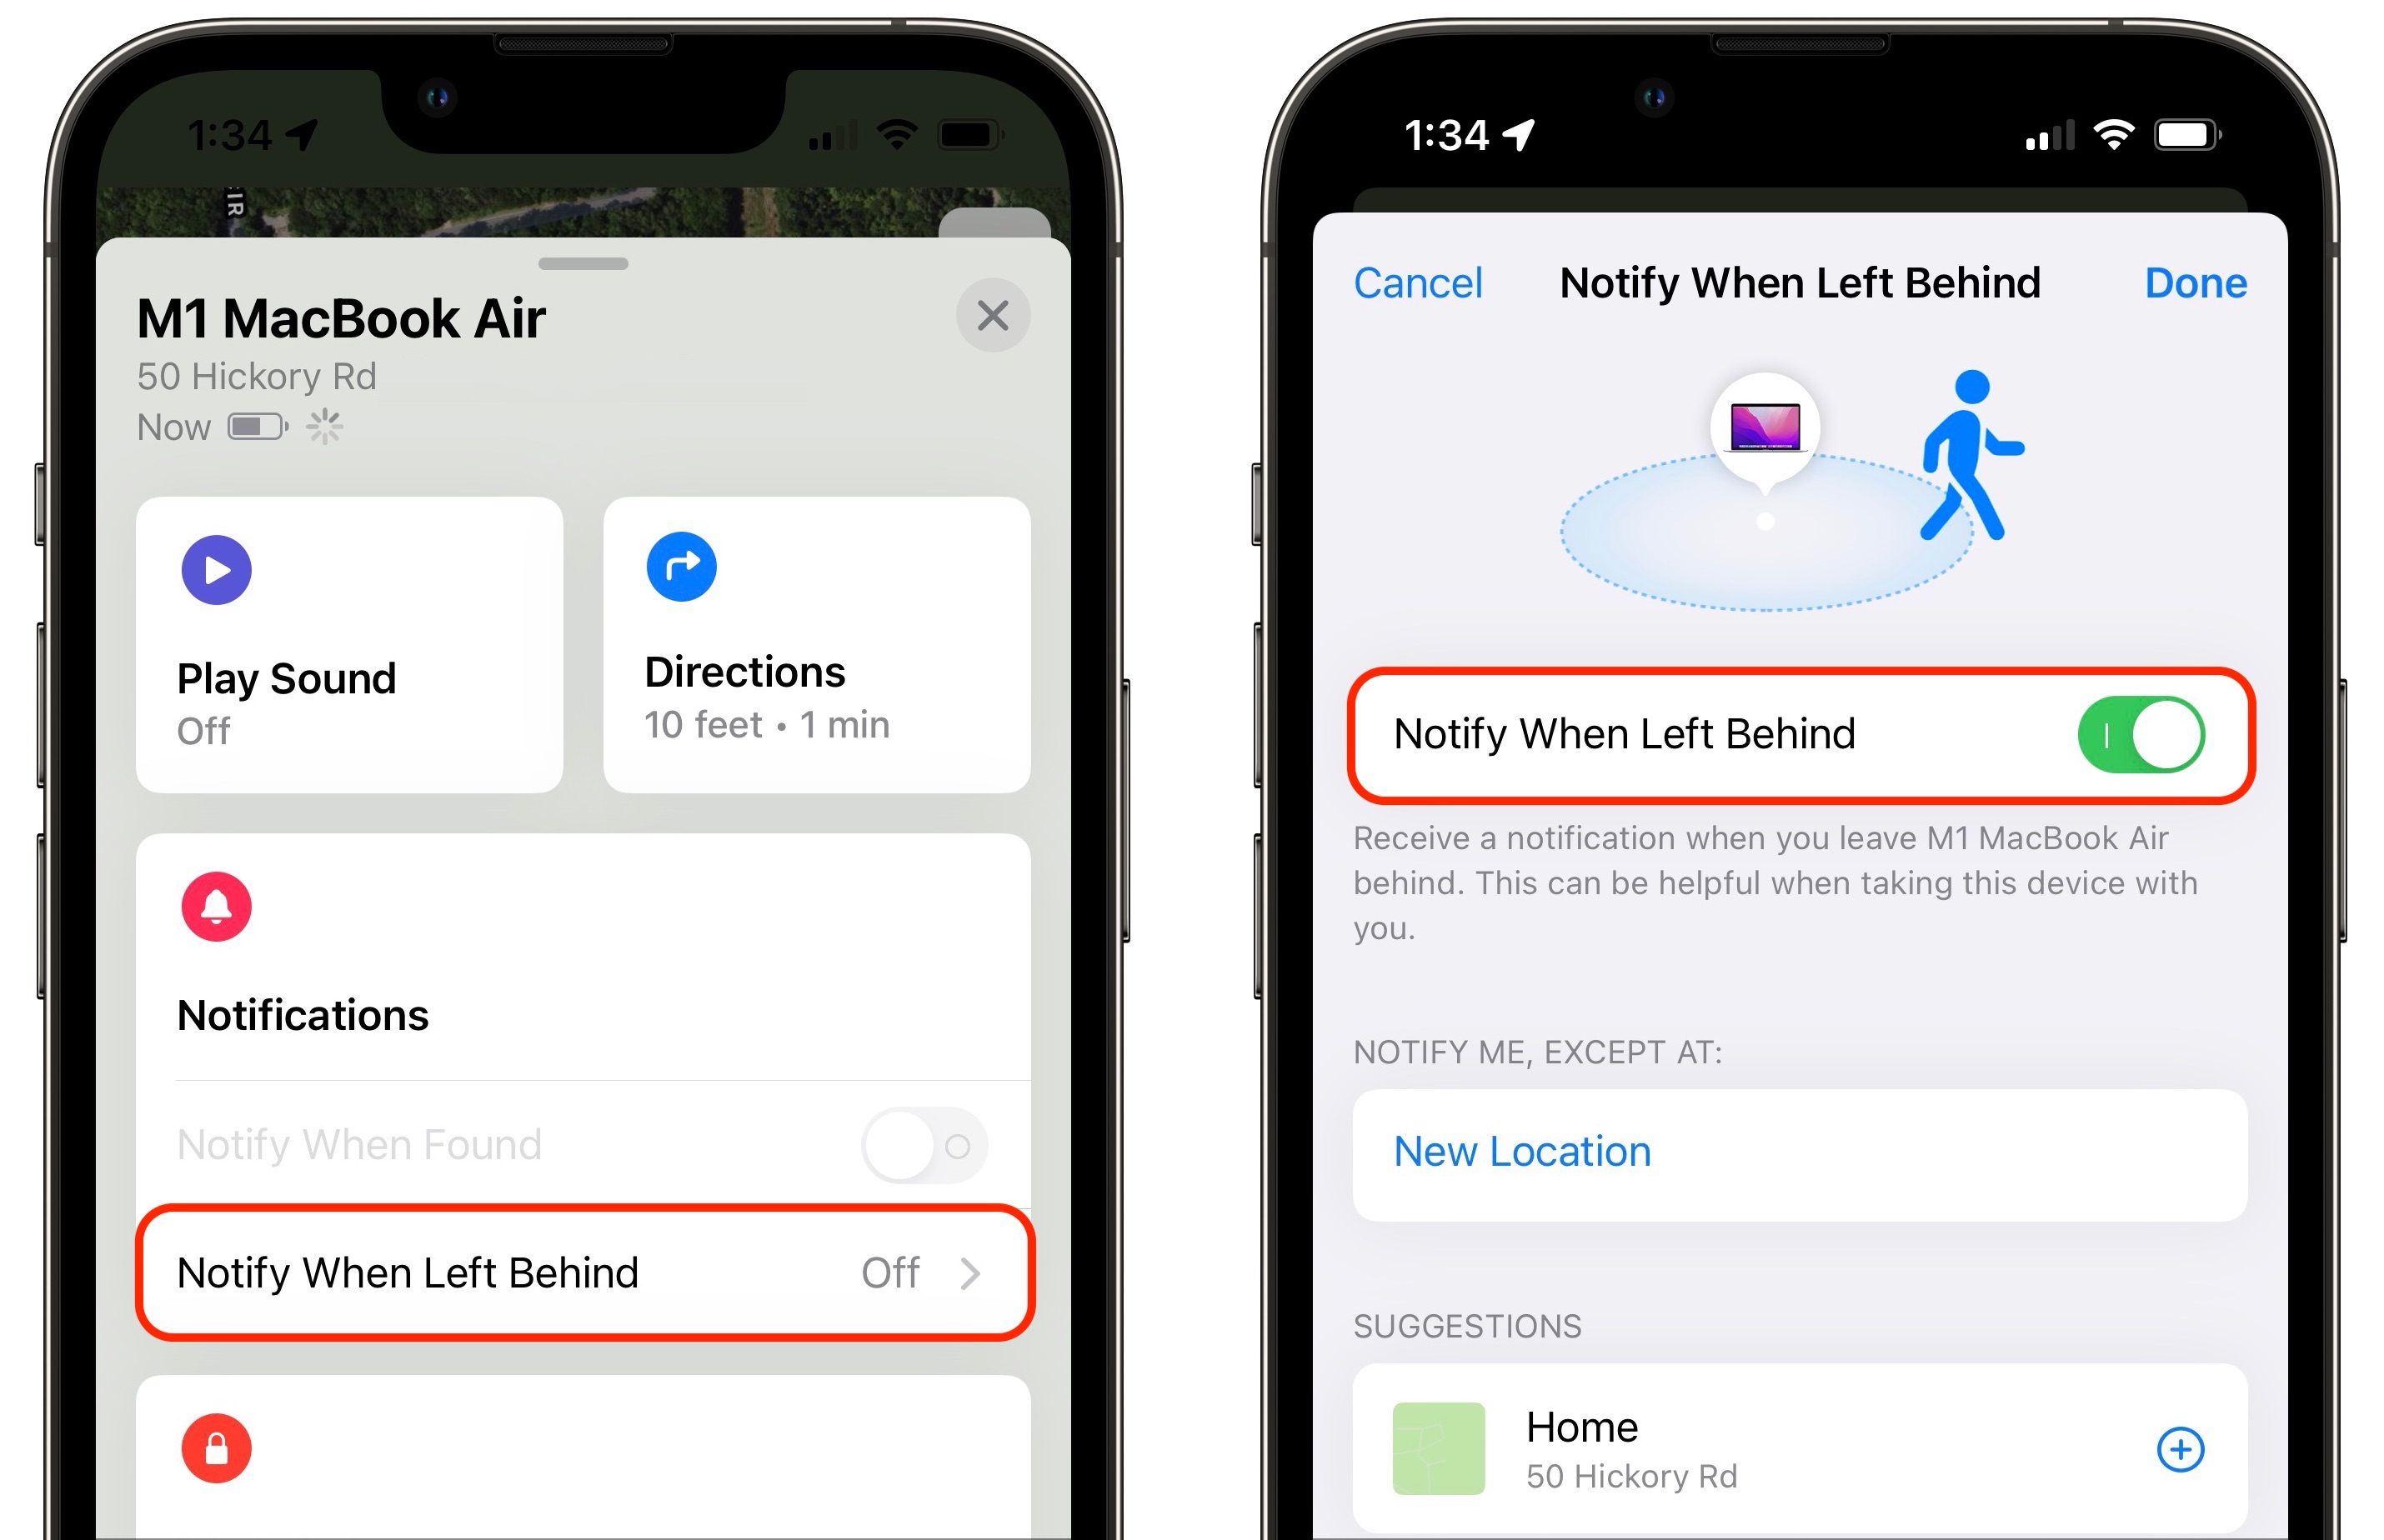 1:34
IR
M1 MacBook Air
50 Hickory Rd
Now
Play Sound
Off
Directions
10 feet • 1 min
Notifications
Notify When Found
Notify When Left Behind
Off
1:34
Cancel
Notify When Left Behind
Done
Notify When Left Behind
Receive a notification when you leave M1 MacBook Air
behind. This can be helpful when taking this device with
you.
NOTIFY ME, EXCEPT AT:
New Location
SUGGESTIONS
Home
50 Hickory Rd